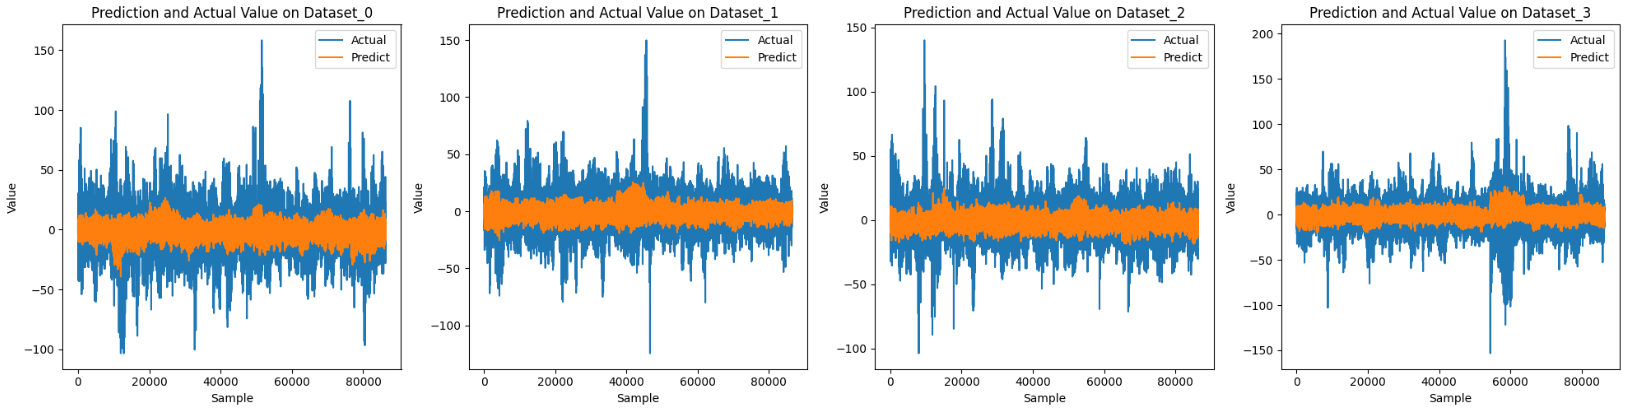 Prediction and Actual Value on Dataset_0
Actual
Predict
150
100
50
0
−50
−100
Value
0
20000
40000
60000
80000
Sample
Prediction and Actual Value on Dataset_1
Actual
Predict
150
100
50
0
−50
−100
Value
0
20000
40000
60000
80000
Sample
Prediction and Actual Value on Dataset_2
Actual
Predict
150
100
50
0
−50
−100
Value
0
20000
40000
60000
80000
Sample
Prediction and Actual Value on Dataset_3
Actual
Predict
200
150
100
50
0
−50
−100
−150
Value
0
20000
40000
60000
80000
Sample